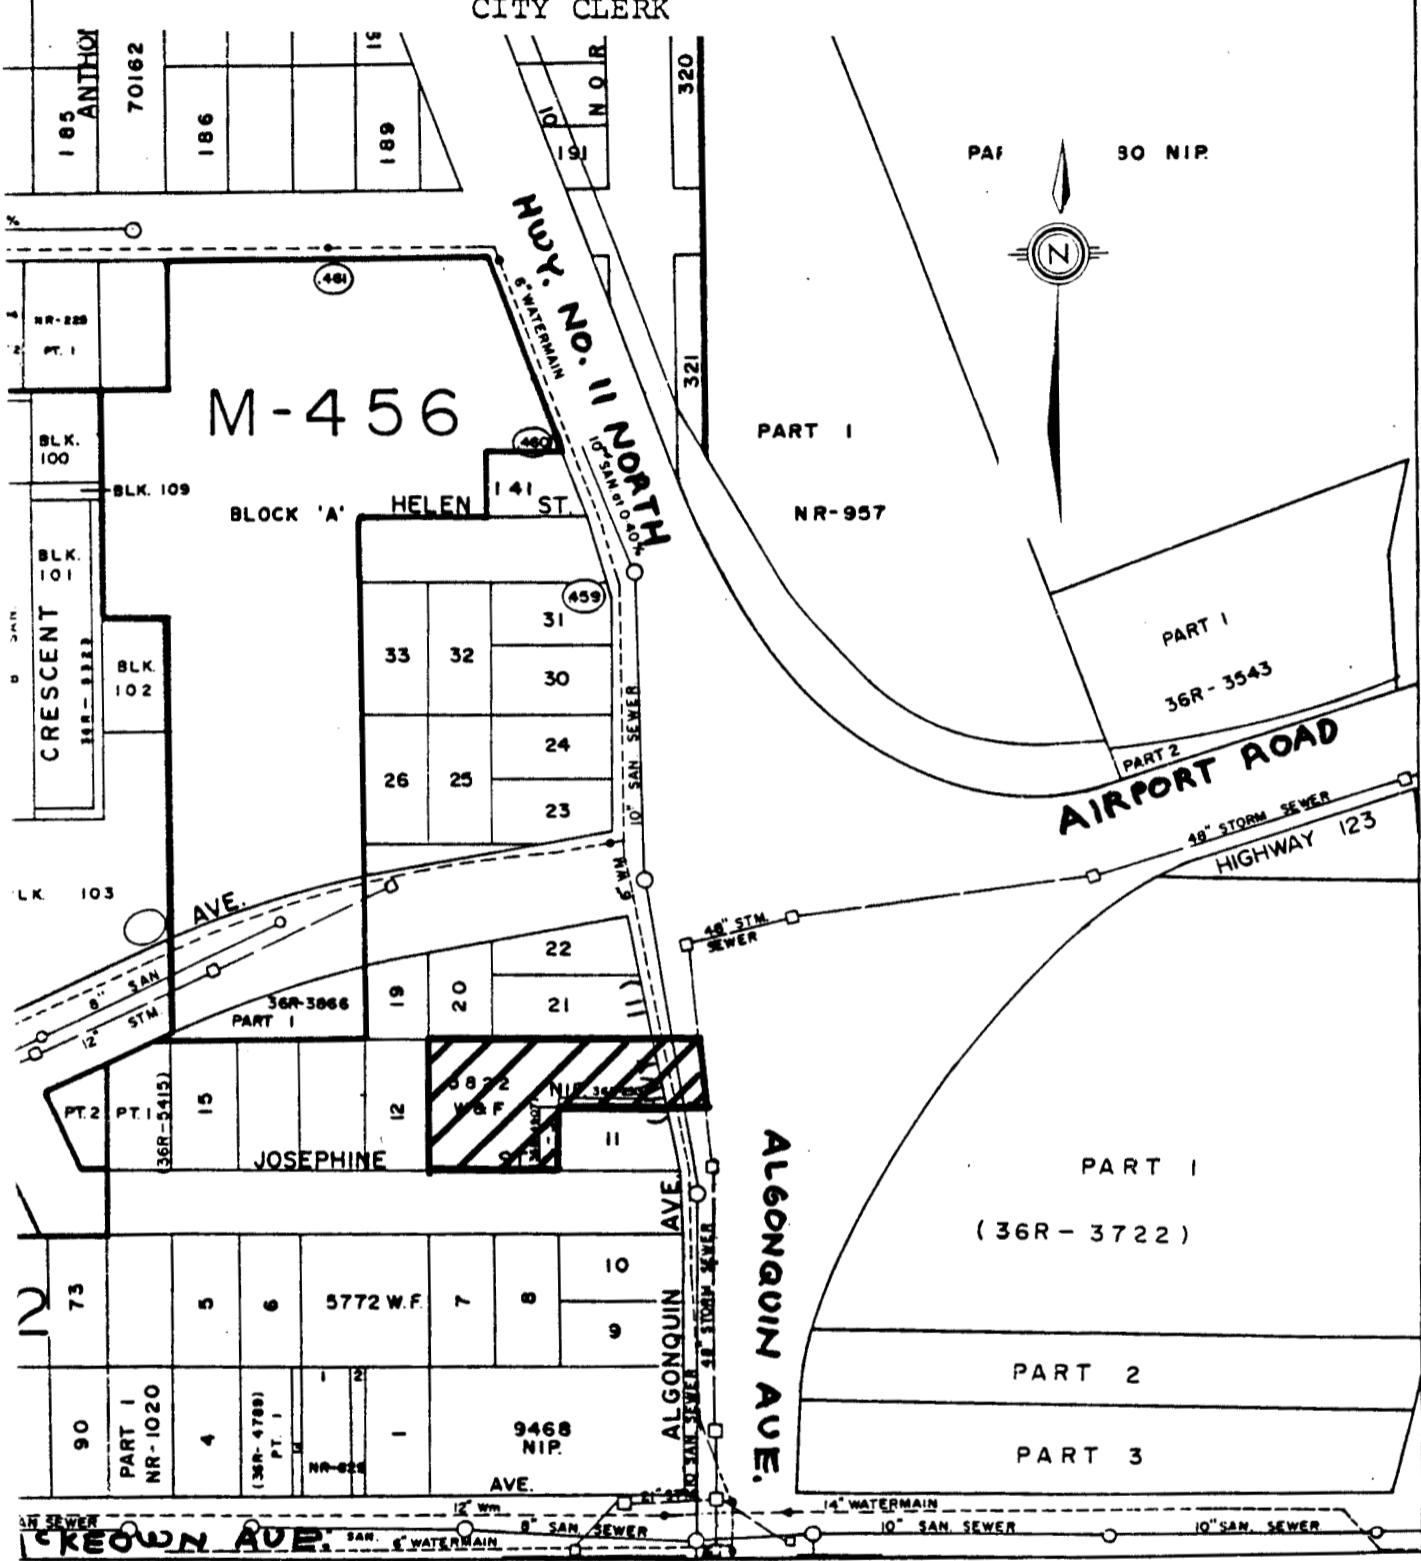 CITY CLERK
185
70162
186
189
10
NOR
191
320
PAR
30 NIP.
N
HWY. NO. 11 NORTH
.461
6" WATERMAIN
NR-229
PT. 1
M-456
321
.460
10" SAN. at 0.40%
PART 1
NR-957
BLK. 100
BLK. 109
BLOCK 'A'
HELEN ST.
141
BLK. 101
CRESCENT
BLK. 102
.459
31
33
32
30
24
26
25
23
10" SAN SEWER
PART 1
36R-3543
PART 2
AIRPORT ROAD
48" STORM SEWER
HIGHWAY 123
LK. 103
AVE.
6" WM
48" STM. SEWER
8" SAN
12" STM.
36R-3866
PART 1
19
20
22
21
(11)
PT. 2
PT. 1
(36R-5415)
15
12
5822
W & F
NIP.
11
JOSEPHINE ST.
ALGONQUIN AVE.
ALGONQUIN AVE.
48" STORM SEWER
PART 1
(36R-3722)
73
5
6
5772 W.F.
7
8
10
9
PART 2
90
PART 1
NR-1020
4
(36R-4789)
PT. 1
1
2
1
9468
NIP.
10" SAN SEWER
PART 3
AVE.
12" Wm
14" WATERMAIN
AN SEWER
CKEOWN AVE.
SAN.
6" WATERMAIN
8" SAN. SEWER
10" SAN. SEWER
10" SAN. SEWER